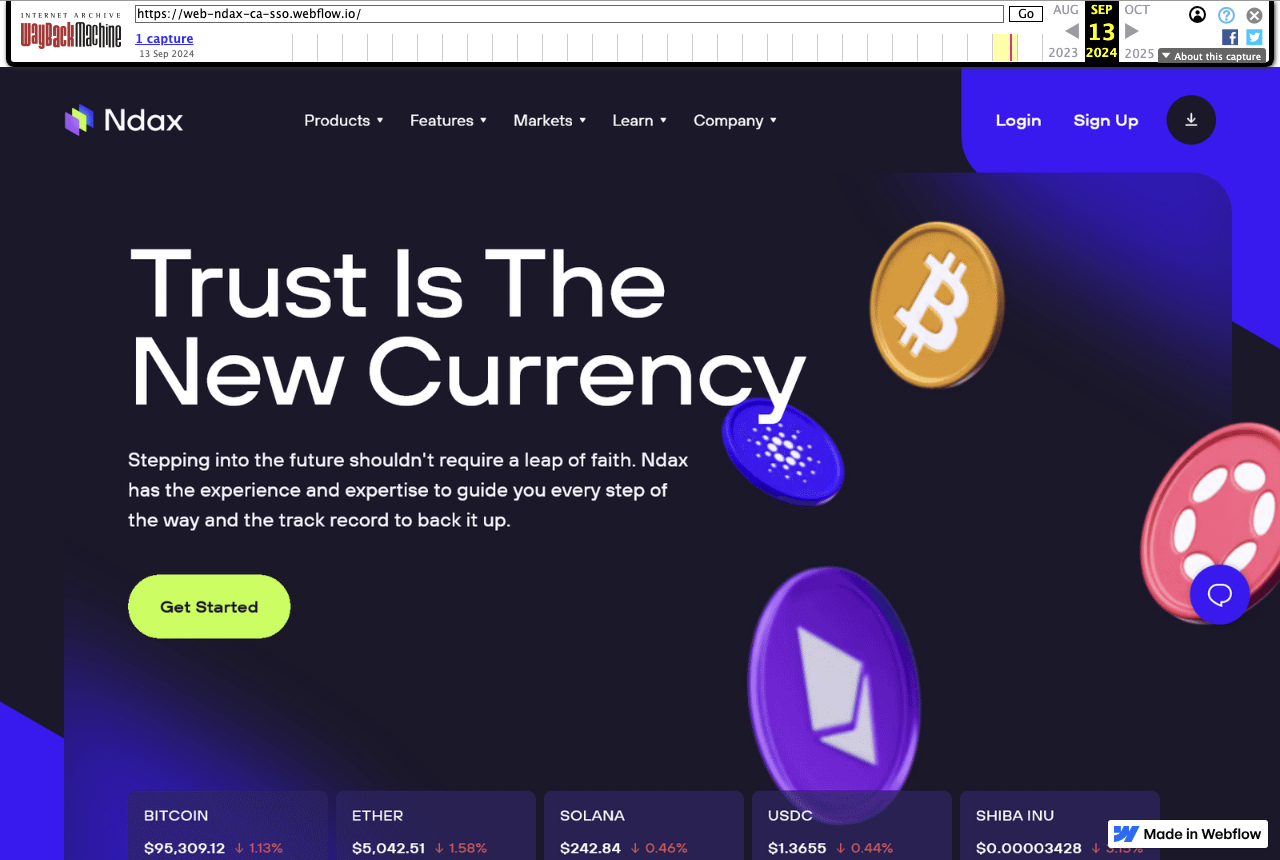 INTERNET ARCHIVE
WayBackMachine
https://web-ndax-ca-sso.webflow.io/
Go
AUG
SEP
OCT
1 capture
13 Sep 2024
13
2023
2024
2025
About this capture
Ndax
Products
Features
Markets
Learn
Company
Login
Sign Up
Trust Is The
New Currency
Stepping into the future shouldn't require a leap of faith. Ndax
has the experience and expertise to guide you every step of
the way and the track record to back it up.
Get Started
BITCOIN
$95,309.12 ↓ 1.13%
ETHER
$5,042.51 ↓ 1.58%
SOLANA
$242.84 ↓ 0.46%
USDC
$1.3655 ↓ 0.44%
SHIBA INU
$0.00003428 ↓
Made in Webflow